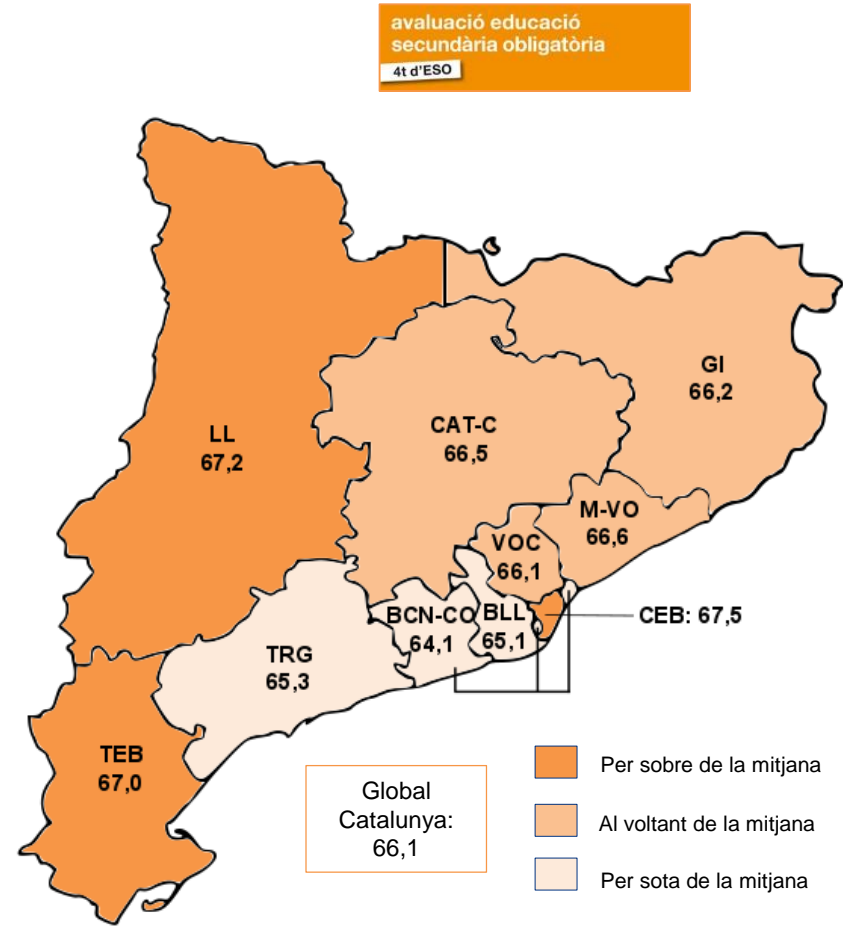 avaluació educació
secundària obligatòria
4t d'ESO
GI
66,2
LL
67,2
CAT-C
66,5
M-VO
66,6
VOC
66,1
BCN-CO
64,1
BLL
65,1
CEB: 67,5
TRG
65,3
TEB
67,0
Global
Catalunya:
66,1
Per sobre de la mitjana
Al voltant de la mitjana
Per sota de la mitjana